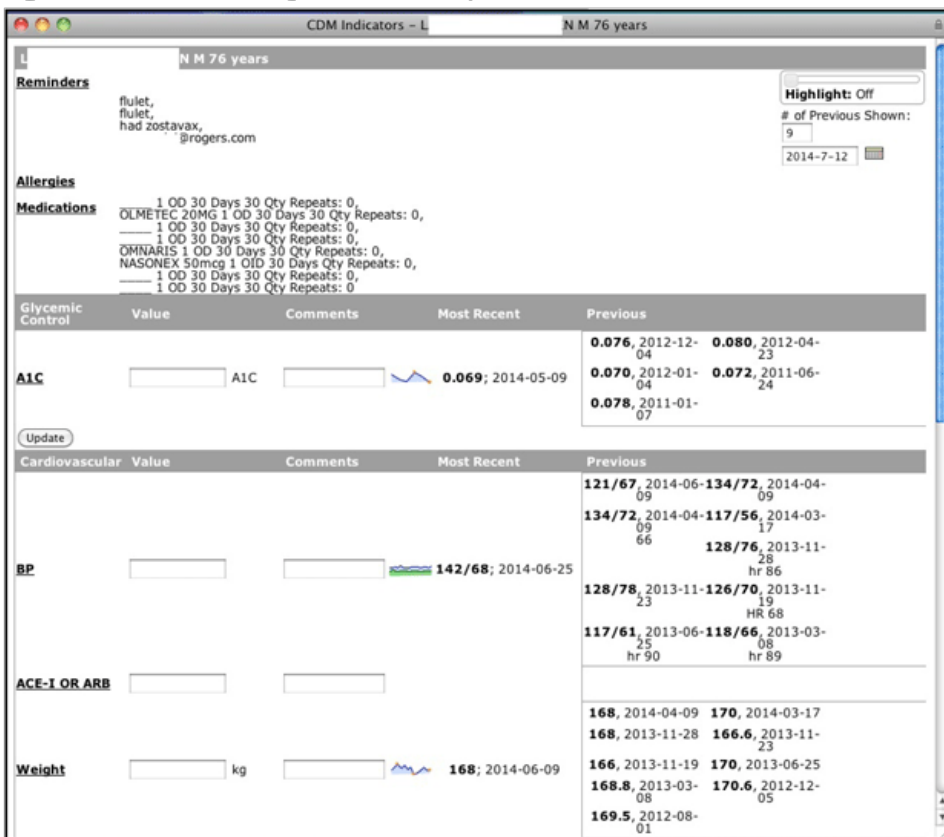 CDM Indicators – L N M 76 years
L N M 76 years
Reminders
flulet,
flulet,
had zostavax,
@rogers.com
Highlight: Off
# of Previous Shown:
9
2014-7-12
Allergies
Medications
____ 1 OD 30 Days 30 Qty Repeats: 0,
OLMETEC 20MG 1 OD 30 Days 30 Qty Repeats: 0,
____ 1 OD 30 Days 30 Qty Repeats: 0,
____ 1 OD 30 Days 30 Qty Repeats: 0,
OMNARIS 1 OD 30 Days 30 Qty Repeats: 0,
NASONEX 50mcg 1 OID 30 Days Qty Repeats: 0,
____ 1 OD 30 Days 30 Qty Repeats: 0,
____ 1 OD 30 Days 30 Qty Repeats: 0
Glycemic Control Value Comments Most Recent Previous
A1C A1C 0.069; 2014-05-09
0.076, 2012-12-04 0.080, 2012-04-23
0.070, 2012-01-04 0.072, 2011-06-24
0.078, 2011-01-07
Update
Cardiovascular Value Comments Most Recent Previous
BP 142/68; 2014-06-25
121/67, 2014-06-09 134/72, 2014-04-09
134/72, 2014-04-09 66 117/56, 2014-03-17
128/76, 2013-11-28 hr 86
128/78, 2013-11-23 126/70, 2013-11-19 HR 68
117/61, 2013-06-25 hr 90 118/66, 2013-03-08 hr 89
ACE-I OR ARB
Weight kg 168; 2014-06-09
168, 2014-04-09 170, 2014-03-17
168, 2013-11-28 166.6, 2013-11-23
166, 2013-11-19 170, 2013-06-25
168.8, 2013-03-08 170.6, 2012-12-05
169.5, 2012-08-01